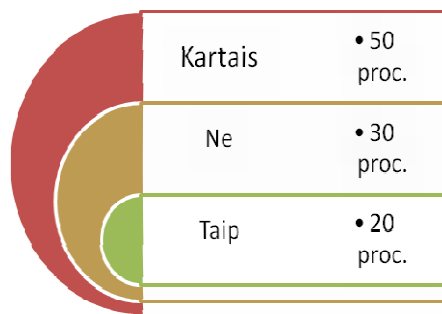 Kartais
• 50
proc.
Ne
• 30
proc.
Taip
• 20
proc.